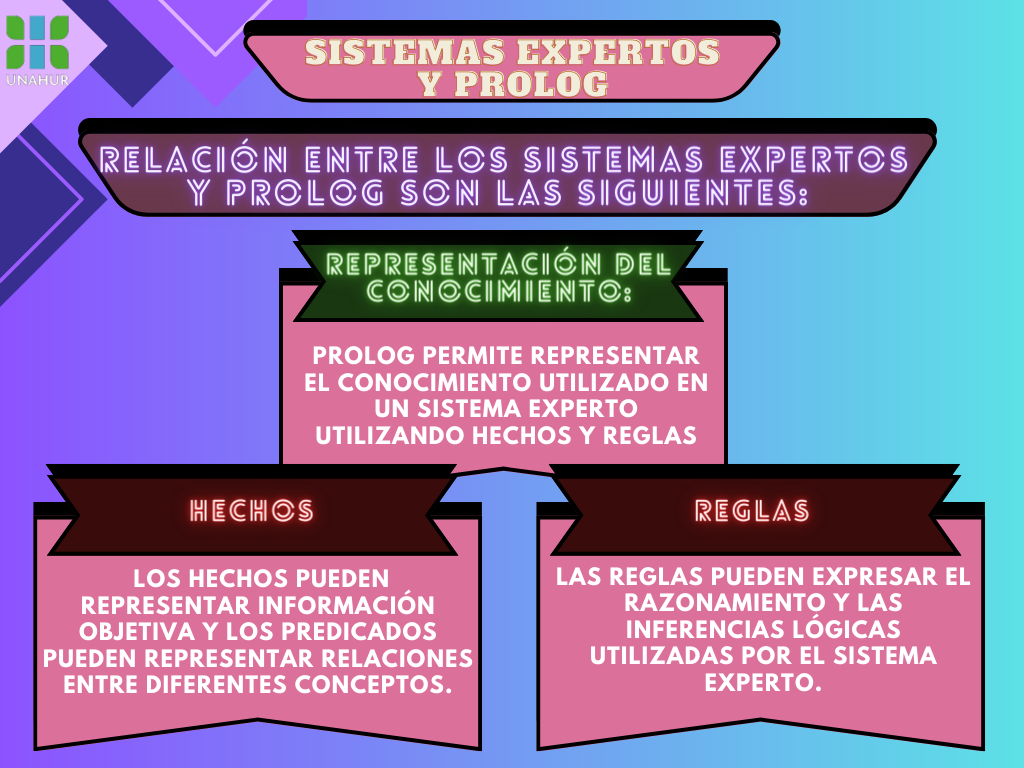 UNAHUR
SISTEMAS EXPERTOS
Y PROLOG
RELACIÓN ENTRE LOS SISTEMAS EXPERTOS
Y PROLOG SON LAS SIGUIENTES:
REPRESENTACIÓN DEL
CONOCIMIENTO:
PROLOG PERMITE REPRESENTAR
EL CONOCIMIENTO UTILIZADO EN
UN SISTEMA EXPERTO
UTILIZANDO HECHOS Y REGLAS
HECHOS
LOS HECHOS PUEDEN
REPRESENTAR INFORMACIÓN
OBJETIVA Y LOS PREDICADOS
PUEDEN REPRESENTAR RELACIONES
ENTRE DIFERENTES CONCEPTOS.
REGLAS
LAS REGLAS PUEDEN EXPRESAR EL
RAZONAMIENTO Y LAS
INFERENCIAS LÓGICAS
UTILIZADAS POR EL SISTEMA
EXPERTO.